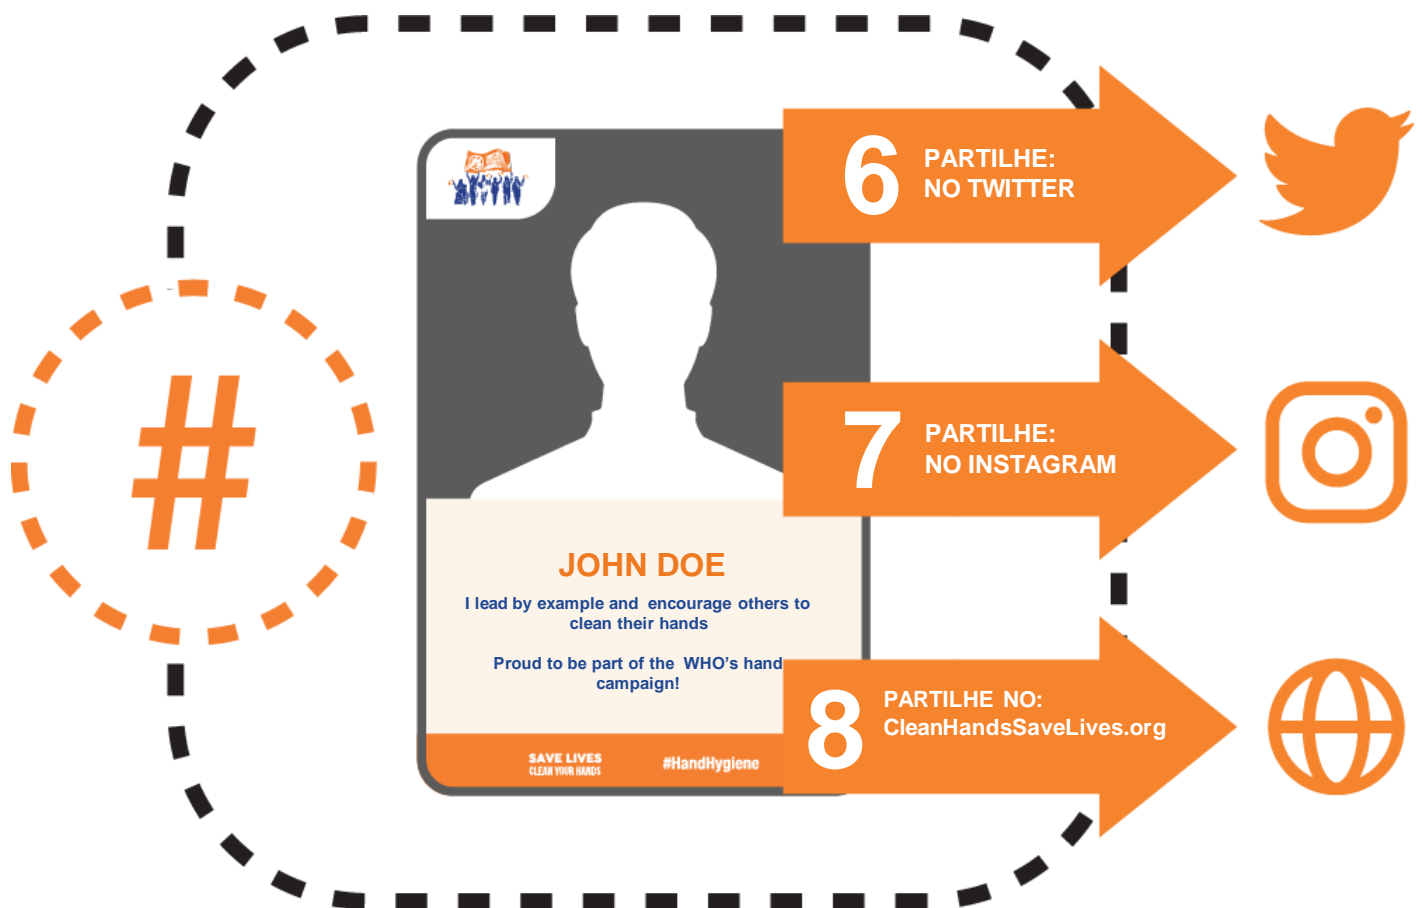 6
PARTILHE:
NO TWITTER
#
7
PARTILHE:
NO INSTAGRAM
JOHN DOE
I lead by example and encourage others to
clean their hands
Proud to be part of the WHO's hand
campaign!
8
PARTILHE NO:
CleanHandsSaveLives.org
SAVE LIVES
CLEAN YOUR HANDS
#HandHygiene